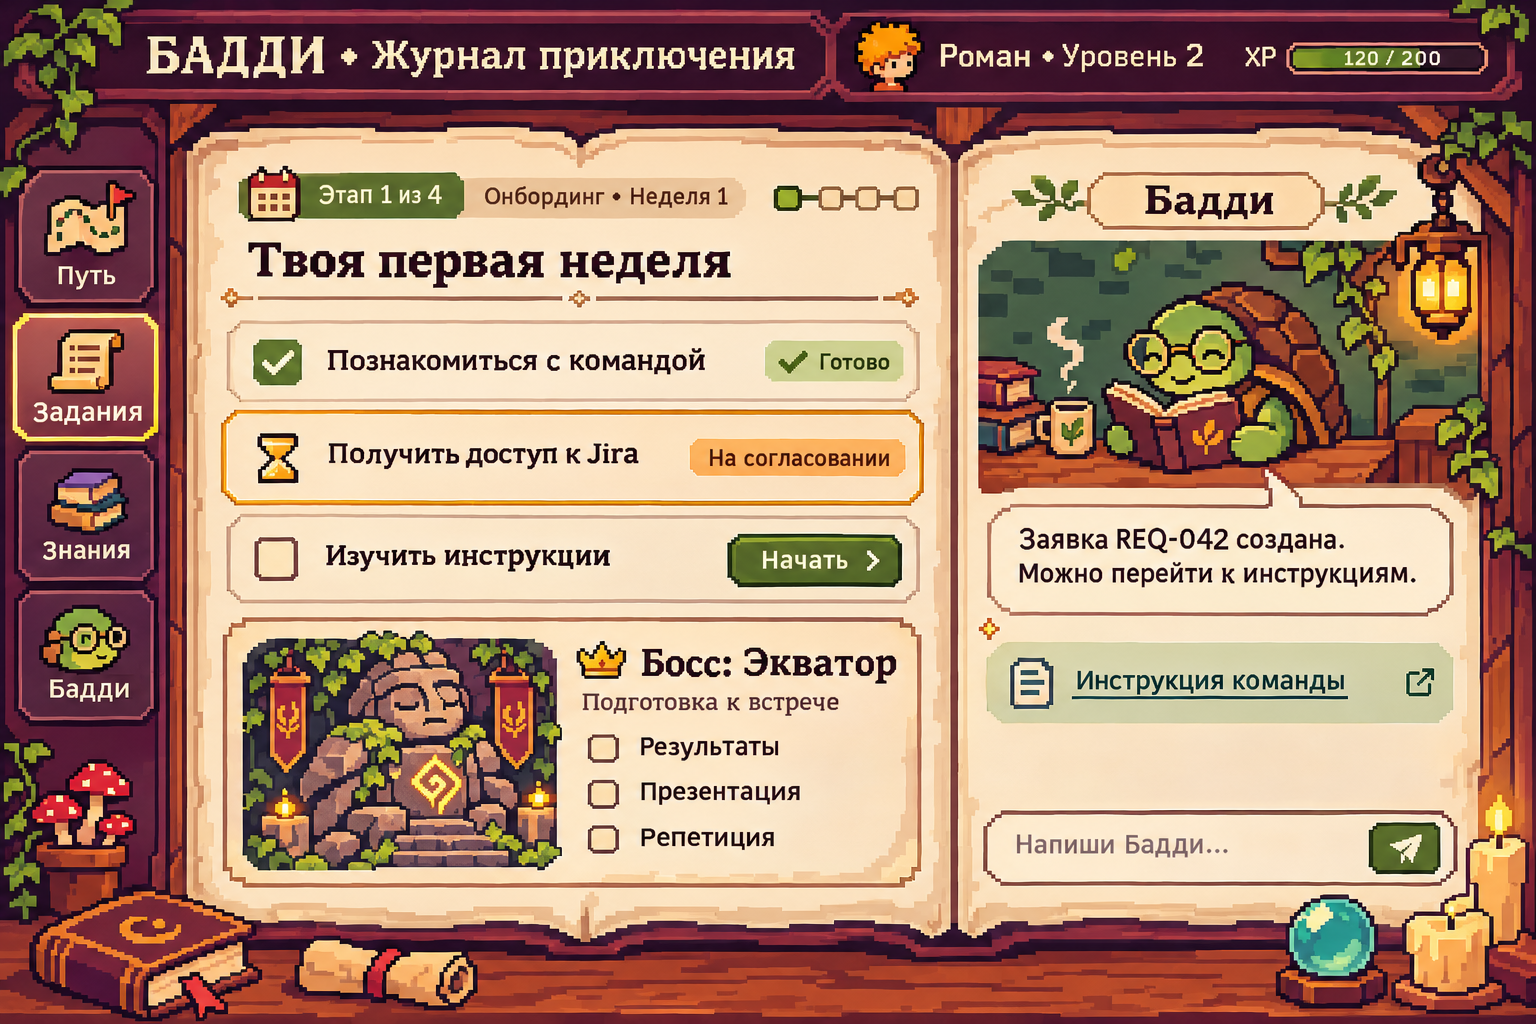 БАДДИ • Журнал приключения
Роман • Уровень 2
XP
120 / 200
Путь
Задания
Знания
Бадди
Этап 1 из 4
Онбординг • Неделя 1
Твоя первая неделя
Познакомиться с командой
Готово
Получить доступ к Jira
На согласовании
Изучить инструкции
Начать
Босс: Экватор
Подготовка к встрече
Результаты
Презентация
Репетиция
Бадди
Заявка REQ-042 создана.
Можно перейти к инструкциям.
Инструкция команды
Напиши Бадди...